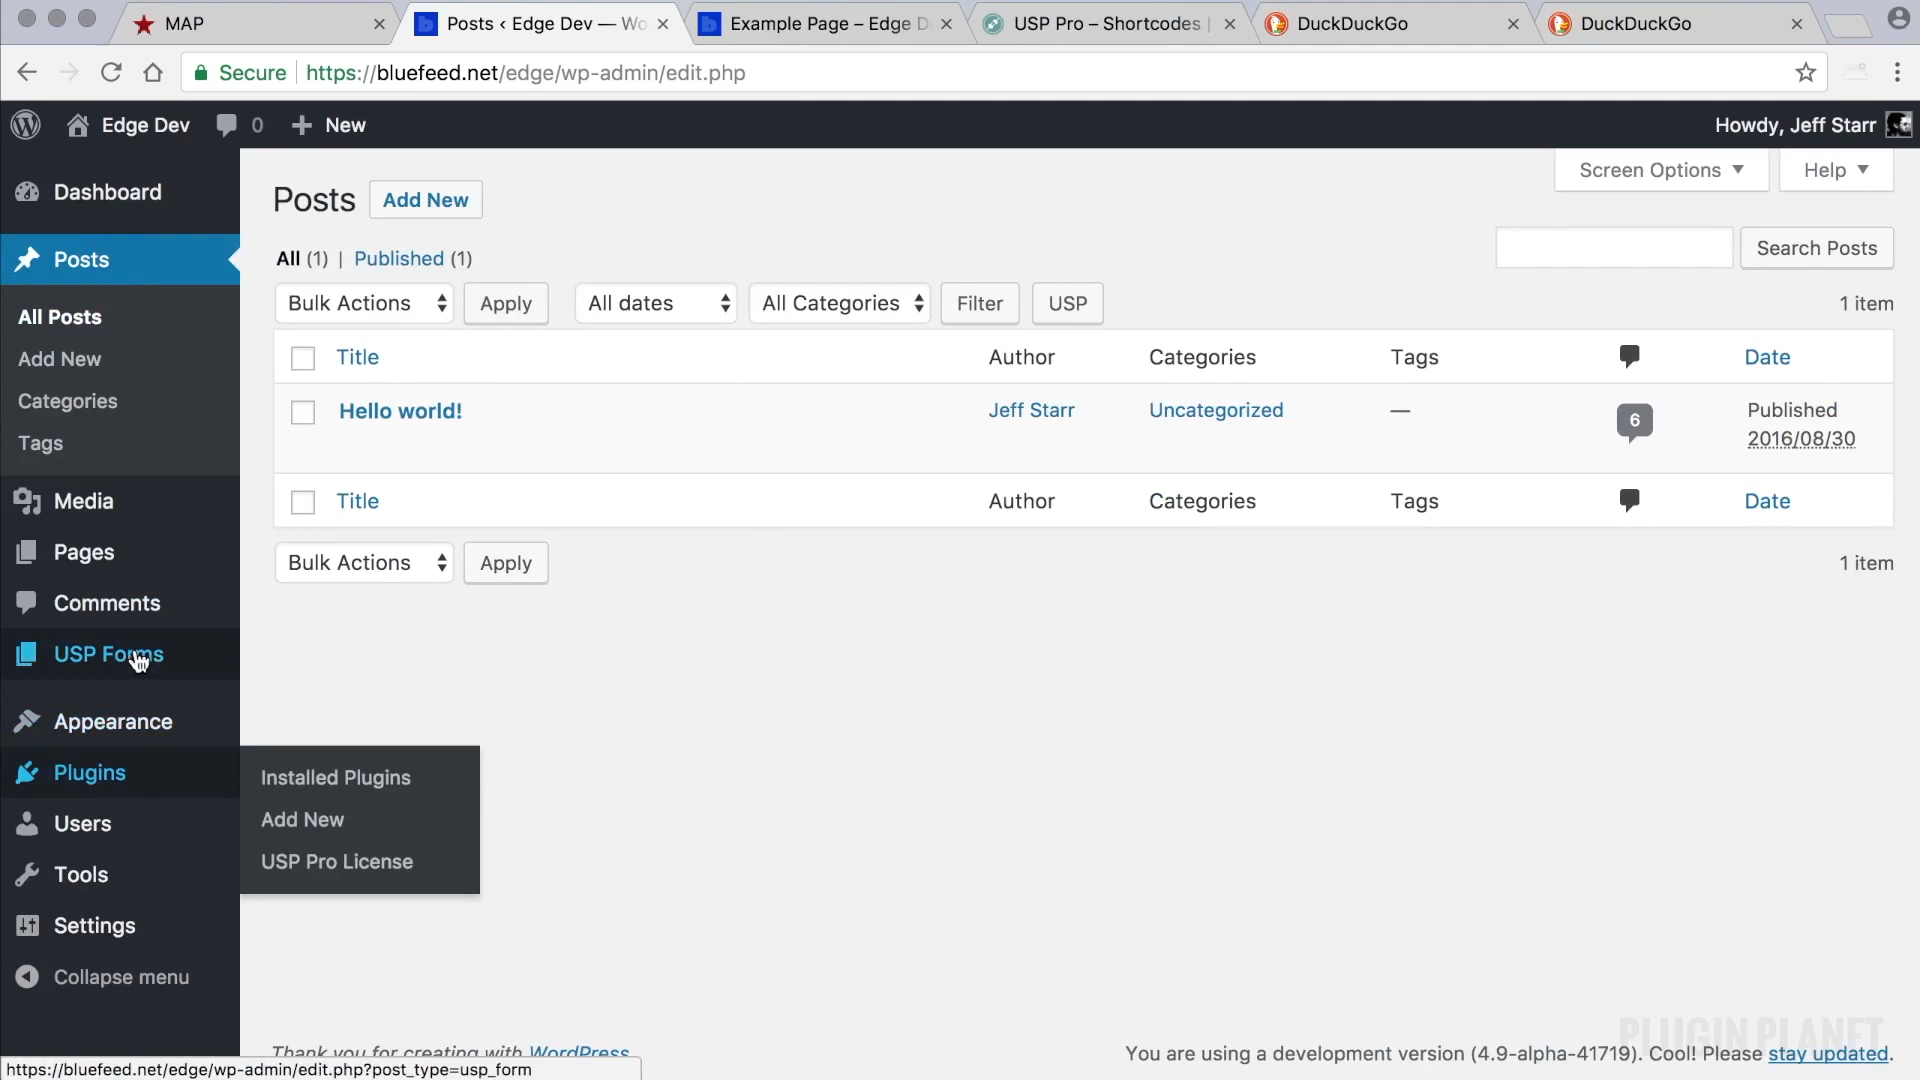 MAP
Posts ‹ Edge Dev — Wo
Example Page – Edge D
USP Pro – Shortcodes |
DuckDuckGo
DuckDuckGo
Secure
https://bluefeed.net/edge/wp-admin/edit.php
Edge Dev
0
New
Howdy, Jeff Starr
Dashboard
Posts
All Posts
Add New
Categories
Tags
Media
Pages
Comments
USP Forms
Appearance
Plugins
Users
Tools
Settings
Collapse menu
Installed Plugins
Add New
USP Pro License
Screen Options
Help
Posts
Add New
All (1) | Published (1)
Search Posts
Bulk Actions
Apply
All dates
All Categories
Filter
USP
1 item
Title Author Categories Tags Date
Hello world! Jeff Starr Uncategorized — 6 Published
2016/08/30
Title Author Categories Tags Date
Bulk Actions
Apply
1 item
PLUGIN PLANET
Thank you for creating with WordPress
You are using a development version (4.9-alpha-41719). Cool! Please stay updated.
https://bluefeed.net/edge/wp-admin/edit.php?post_type=usp_form